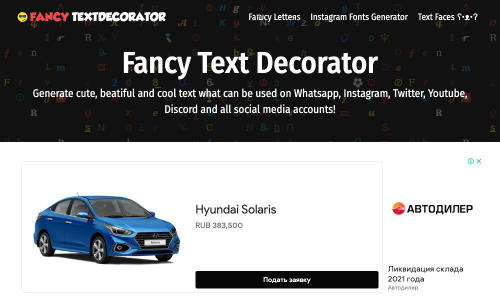 FANCY TEXTDECORATOR
Fancy Lettens
Instagram Fonts Generator
Text Faces ʕ•ᴥ•ʔ
Fancy Text Decorator
Generate cute, beatiful and cool text what can be used on Whatsapp, Instagram, Twitter, Youtube,
Discord and all social media accounts!
Hyundai Solaris
RUB 383,500
Подать заявку
АВТОДИЛЕР
Ликвидация склада
2021 года
Автодилер